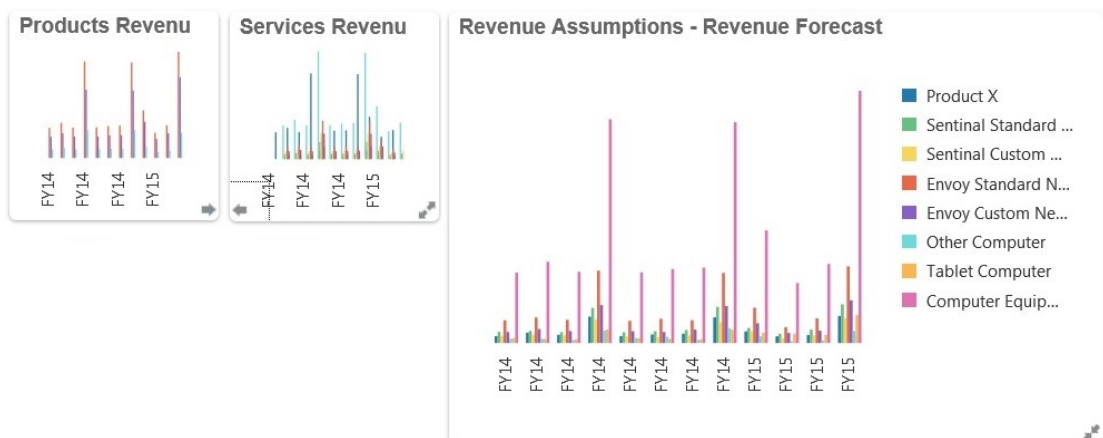 Products Revenu
FY14
FY14
FY14
FY15
Services Revenu
FY14
FY14
FY14
FY15
Revenue Assumptions - Revenue Forecast
Product X
Sentinal Standard ...
Sentinal Custom ...
Envoy Standard N...
Envoy Custom Ne...
Other Computer
Tablet Computer
Computer Equip...
FY14
FY14
FY14
FY14
FY14
FY14
FY14
FY14
FY15
FY15
FY15
FY15